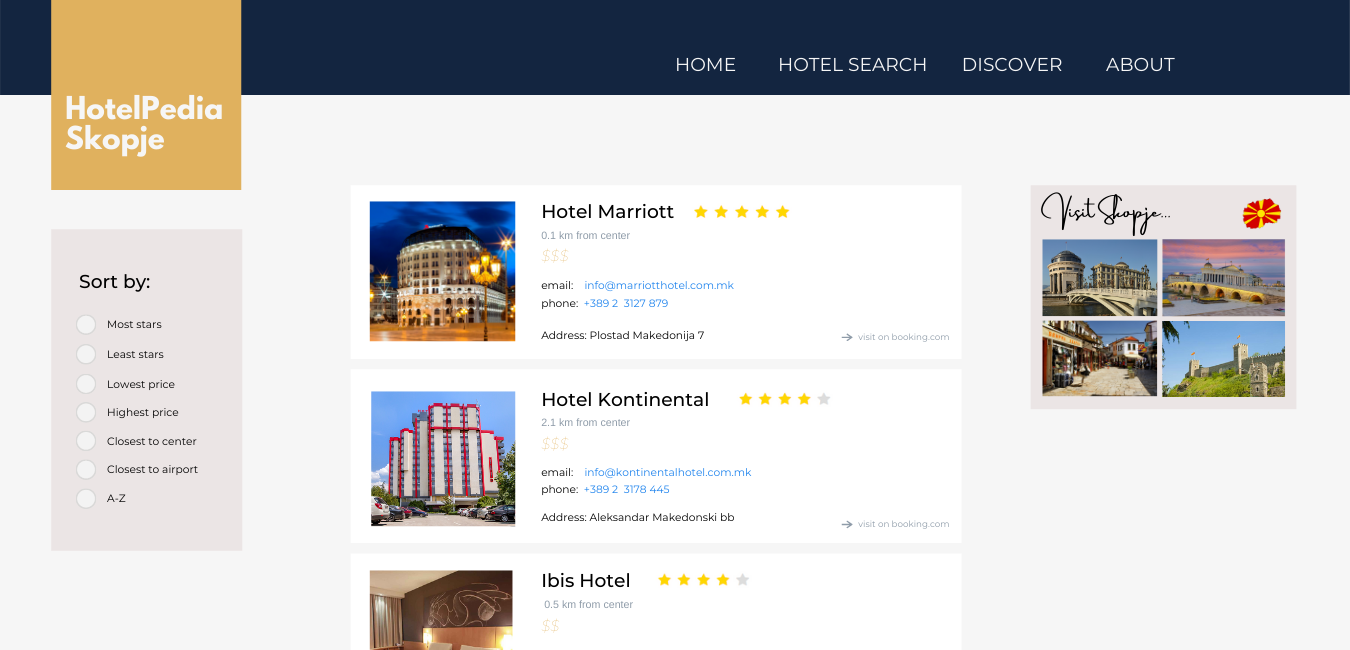 HOME HOTEL SEARCH DISCOVER ABOUT
HotelPedia
Skopje
Sort by:
Most stars
Least stars
Lowest price
Highest price
Closest to center
Closest to airport
A-Z
Hotel Marriott
0.1 km from center
$$$
email: info@marriotthotel.com.mk
phone: +389 2 3127 879
Address: Plostad Makedonija 7
visit on booking.com
Hotel Kontinental
2.1 km from center
$$$
email: info@kontinentalhotel.com.mk
phone: +389 2 3178 445
Address: Aleksandar Makedonski bb
visit on booking.com
Ibis Hotel
0.5 km from center
$$
Visit Skopje...